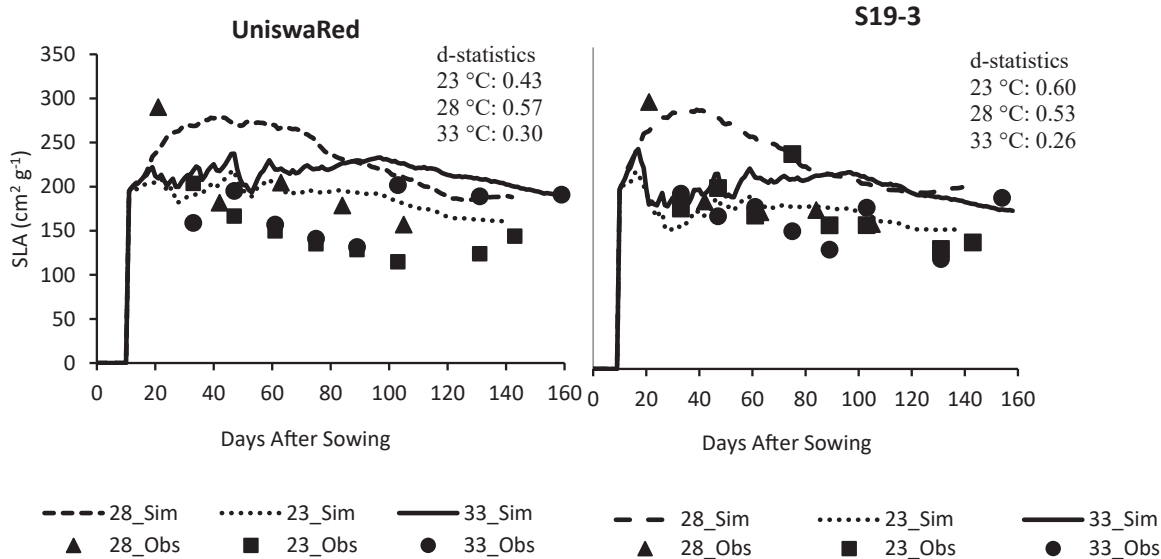 UniswaRed
S19-3
d-statistics
23 °C: 0.43
28 °C: 0.57
33 °C: 0.30
d-statistics
23 °C: 0.60
28 °C: 0.53
33 °C: 0.26
SLA (cm² g⁻¹)
350
300
250
200
150
100
50
0
0 20 40 60 80 100 120 140 160
0 20 40 60 80 100 120 140 160
Days After Sowing
Days After Sowing
28_Sim 23_Sim 33_Sim
28_Obs 23_Obs 33_Obs
28_Sim 23_Sim 33_Sim
28_Obs 23_Obs 33_Obs